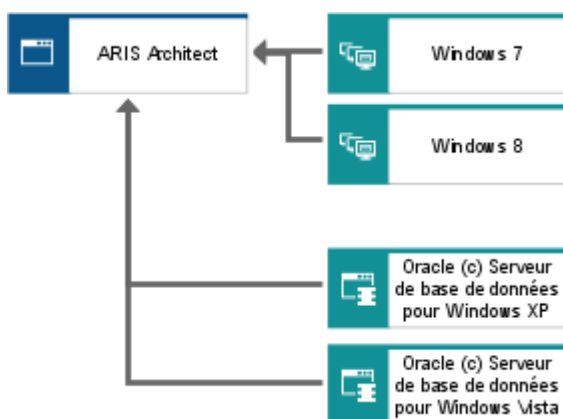 ARIS Architect
Windows 7
Windows 8
Oracle (c) Serveur
de base de données
pour Windows XP
Oracle (c) Serveur
de base de données
pour Windows Vista